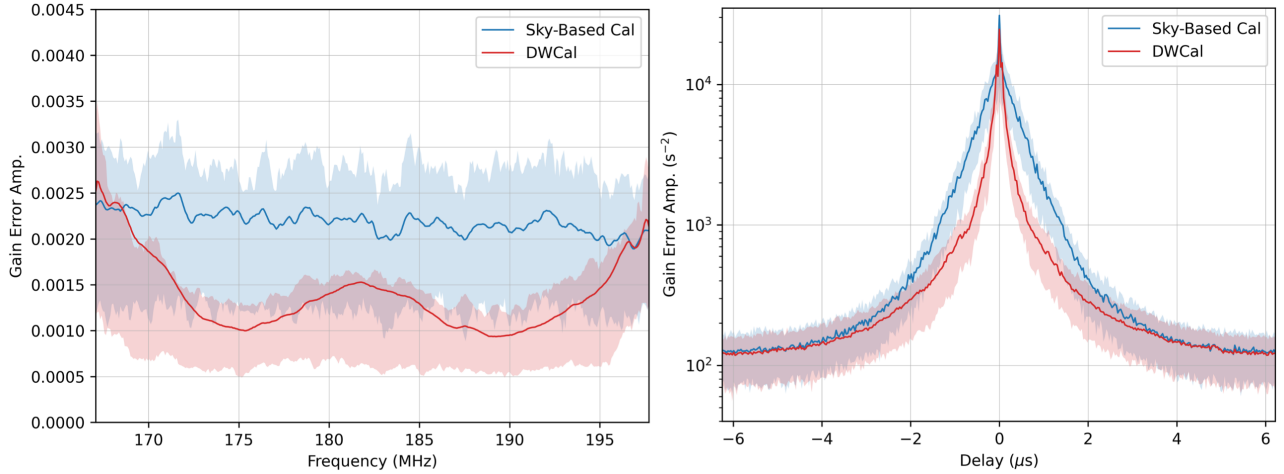 0.0045
0.0040
0.0035
0.0030
0.0025
0.0020
0.0015
0.0010
0.0005
0.0000
Gain Error Amp.
170 175 180 185 190 195
Frequency (MHz)
Sky-Based Cal
DWCal
10⁴
10³
10²
Gain Error Amp. (s⁻²)
−6 −4 −2 0 2 4 6
Delay (μs)
Sky-Based Cal
DWCal